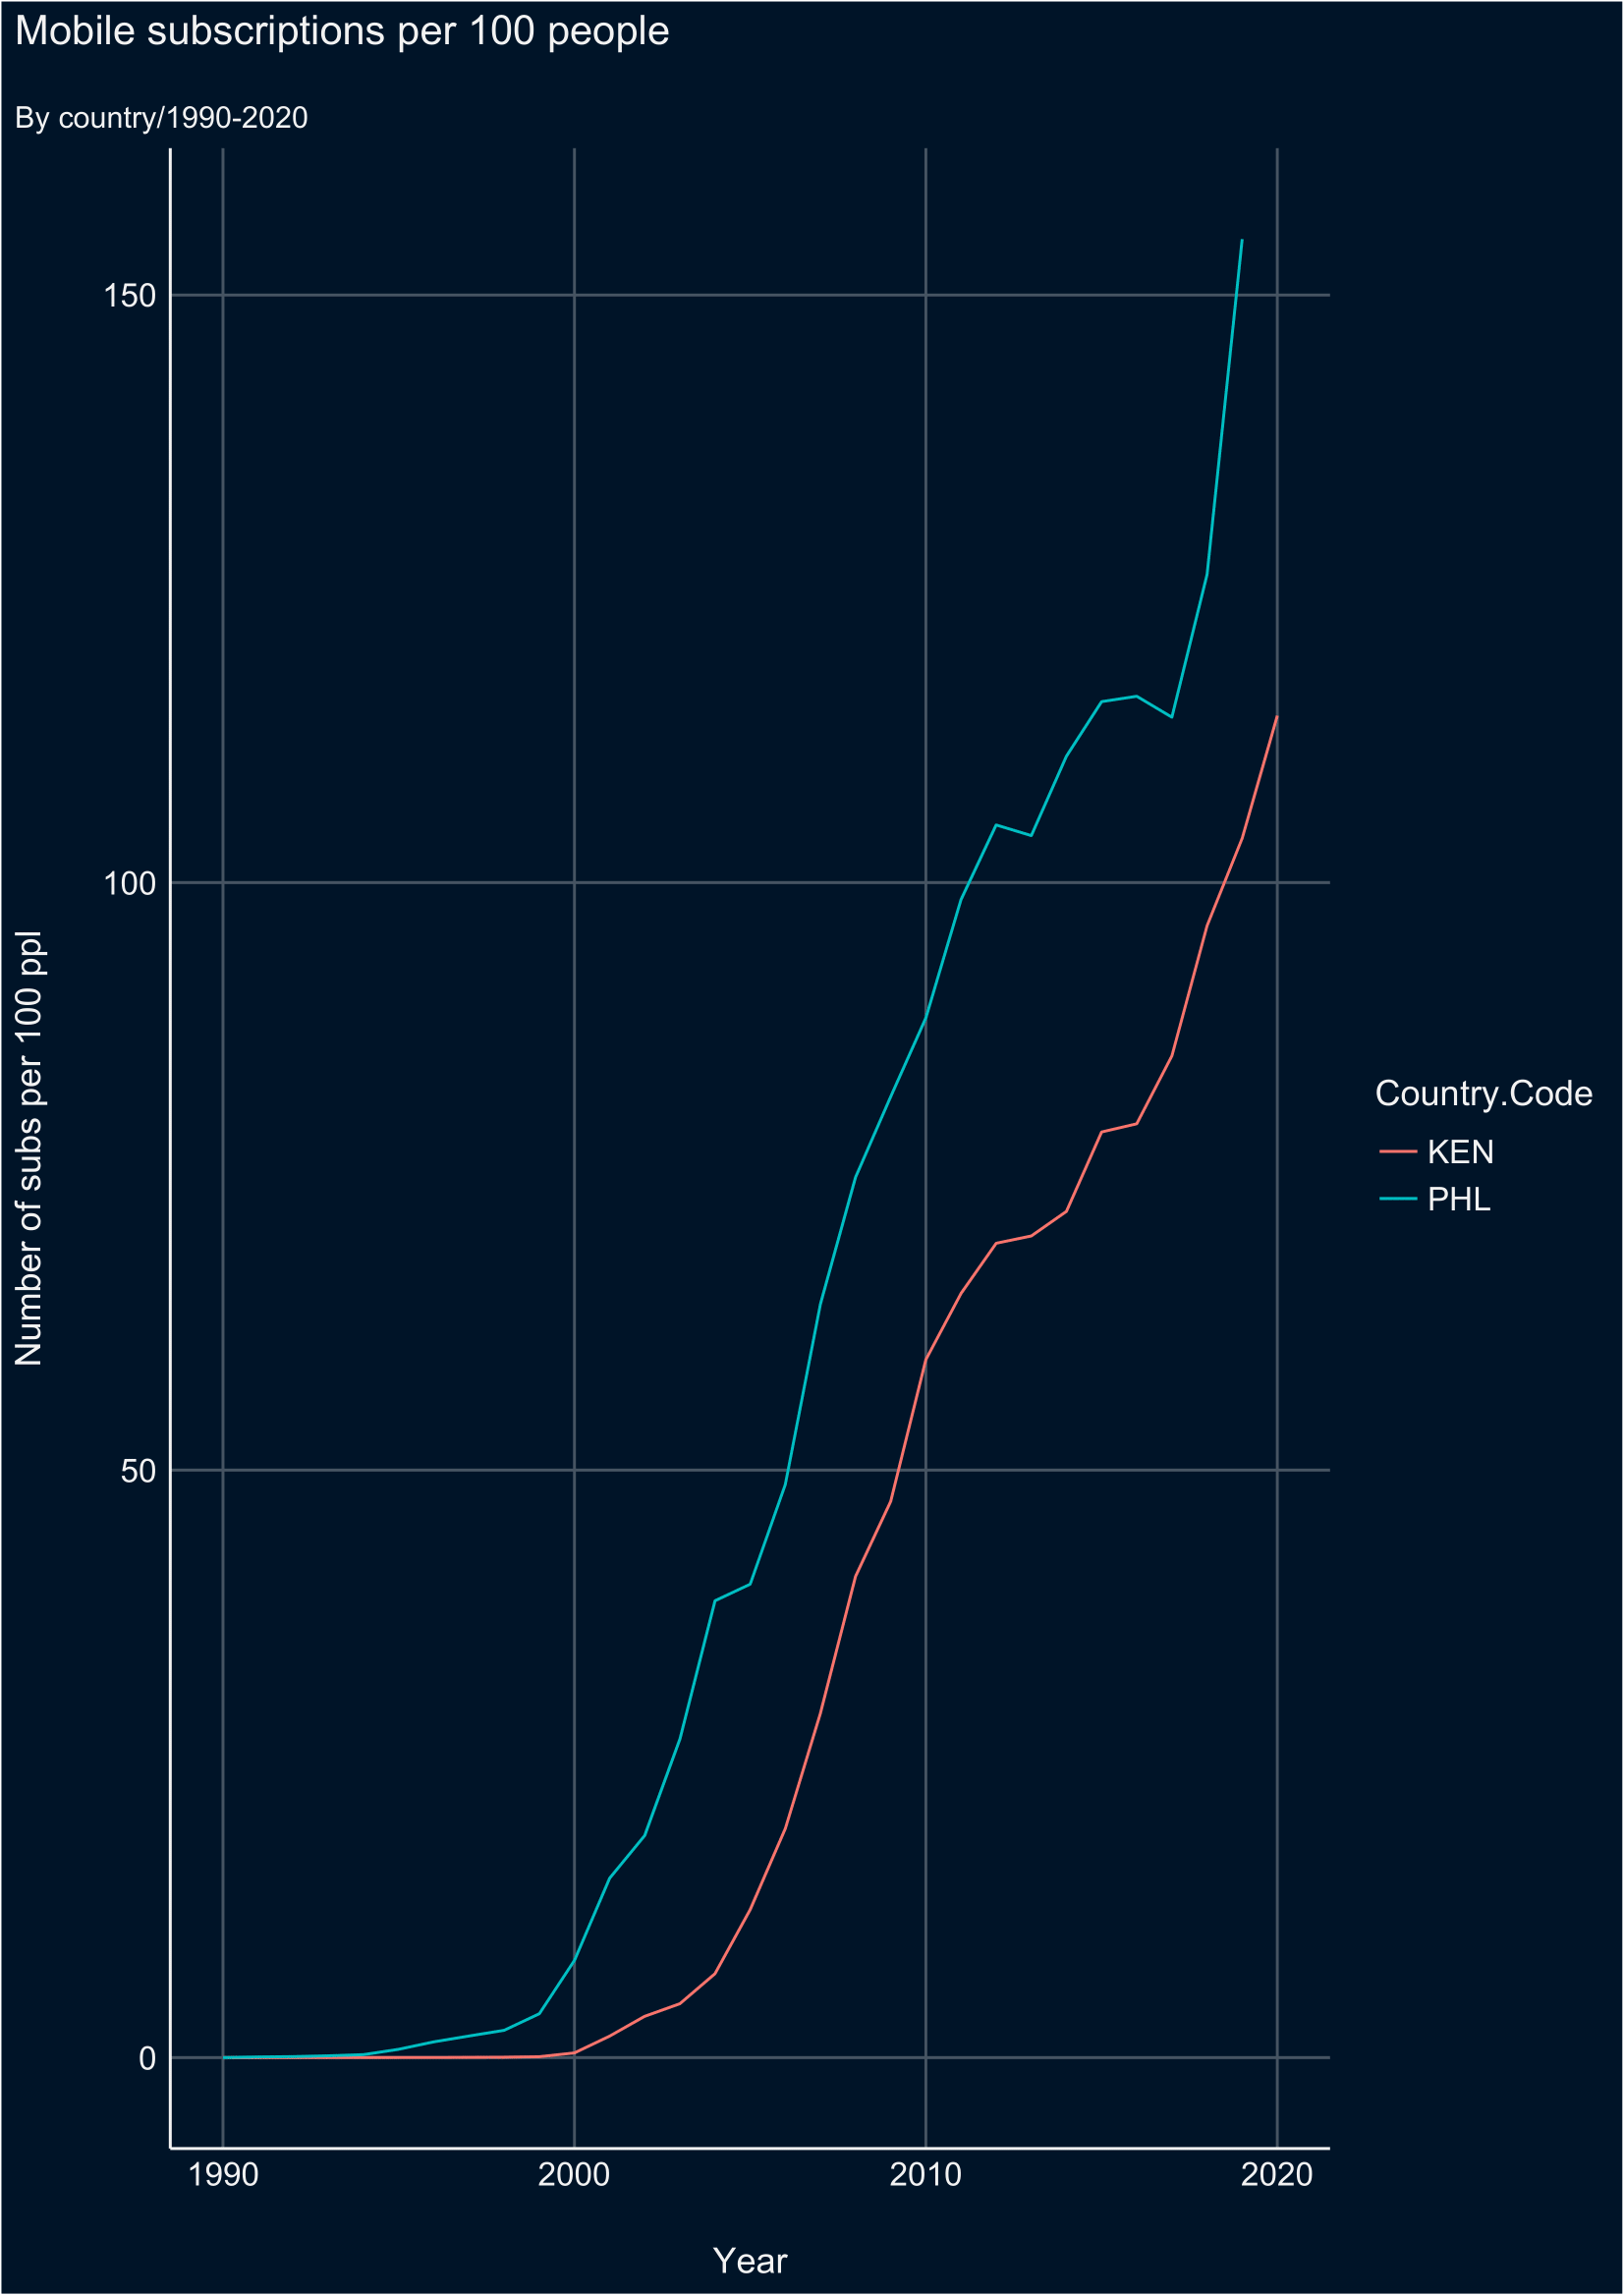 Mobile subscriptions per 100 people
By country/1990-2020
150
100
50
0
Number of subs per 100 ppl
1990
2000
2010
2020
Year
Country.Code
KEN
PHL